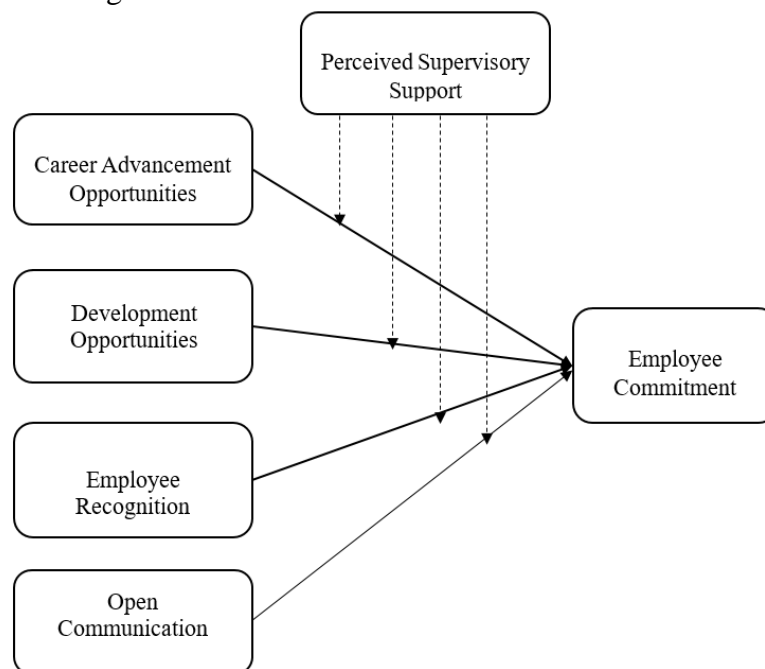 Perceived Supervisory
Support
Career Advancement
Opportunities
Development
Opportunities
Employee
Commitment
Employee
Recognition
Open
Communication